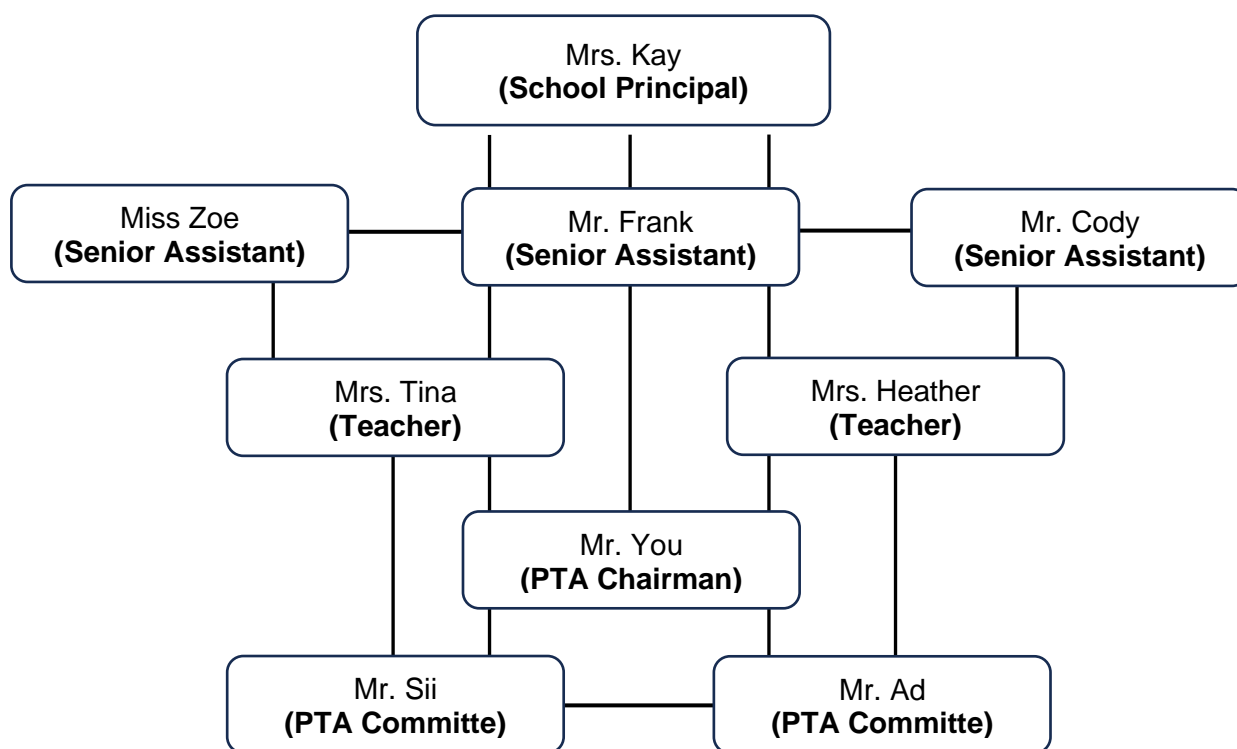 Mrs. Kay
(School Principal)
Miss Zoe
(Senior Assistant)
Mr. Frank
(Senior Assistant)
Mr. Cody
(Senior Assistant)
Mrs. Tina
(Teacher)
Mrs. Heather
(Teacher)
Mr. You
(PTA Chairman)
Mr. Sii
(PTA Committe)
Mr. Ad
(PTA Committe)